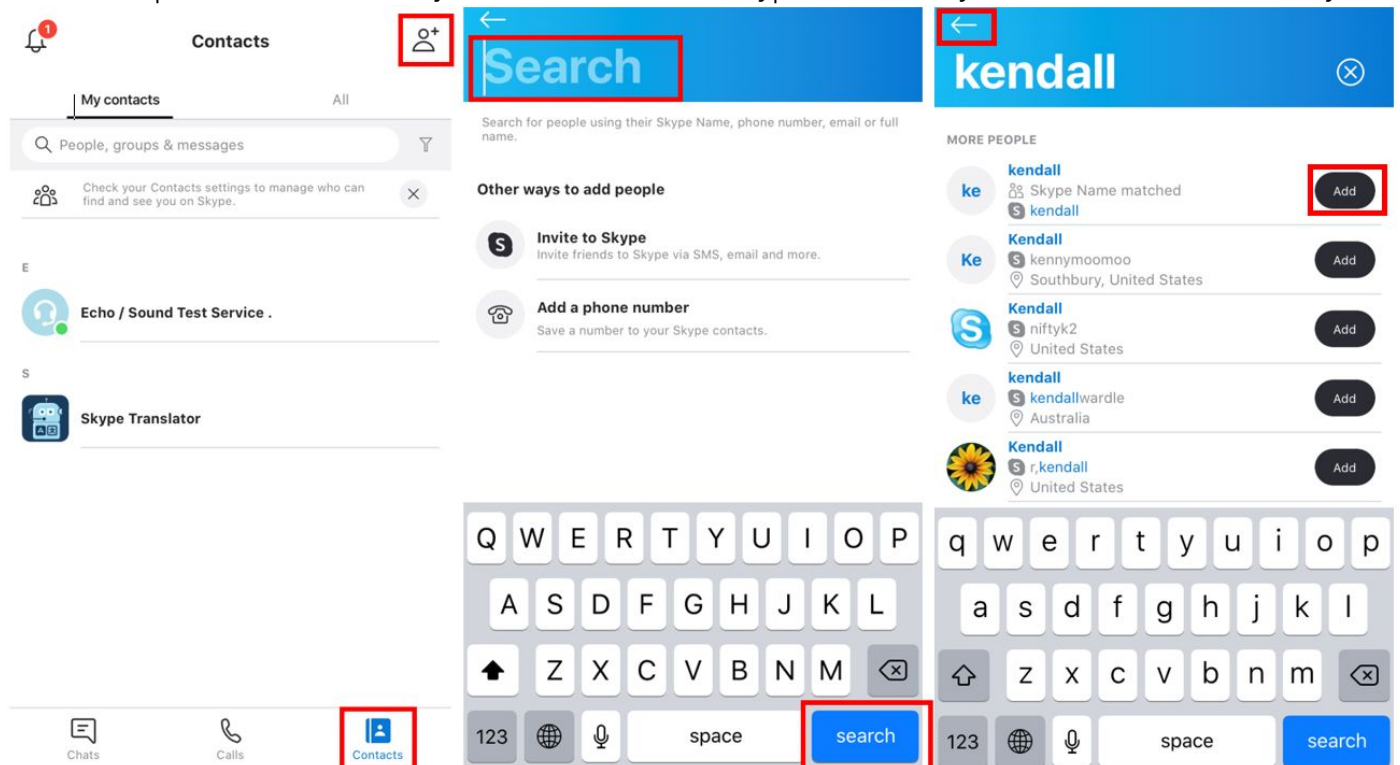 1
Contacts
My contacts
All
People, groups & messages
Check your Contacts settings to manage who can
find and see you on Skype.
E
Echo / Sound Test Service .
S
Skype Translator
Chats
Calls
Contacts
Search
Search for people using their Skype Name, phone number, email or full
name.
Other ways to add people
S
Invite to Skype
Invite friends to Skype via SMS, email and more.
Add a phone number
Save a number to your Skype contacts.
Q W E R T Y U I O P
A S D F G H J K L
Z X C V B N M
123
space
search
kendall
MORE PEOPLE
ke
kendall
Skype Name matched
S kendall
Add
Ke
Kendall
S kennymoomoo
Southbury, United States
Add
S
Kendall
S niftyk2
United States
Add
ke
kendall
S kendallwardle
Australia
Add
Kendall
S r,kendall
United States
Add
q w e r t y u i o p
a s d f g h j k l
z x c v b n m
123
space
search